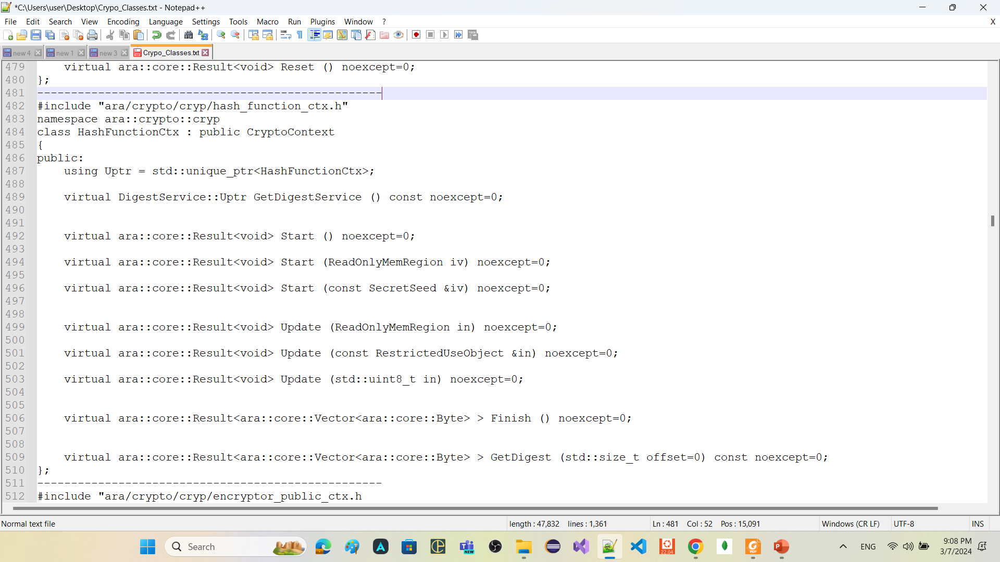 *C:\Users\user\Desktop\Crypo_Classes.txt - Notepad++
File Edit Search View Encoding Language Settings Tools Macro Run Plugins Window ? X
new 4 new 1 new 3 Crypo_Classes.txt
479 virtual ara::core::Result<void> Reset () noexcept=0;
480 };
481 ---------------------------------------------------
482 #include "ara/crypto/cryp/hash_function_ctx.h"
483 namespace ara::crypto::cryp
484 class HashFunctionCtx : public CryptoContext
485 {
486 public:
487 using Uptr = std::unique_ptr<HashFunctionCtx>;
488
489 virtual DigestService::Uptr GetDigestService () const noexcept=0;
490
491
492 virtual ara::core::Result<void> Start () noexcept=0;
493
494 virtual ara::core::Result<void> Start (ReadOnlyMemRegion iv) noexcept=0;
495
496 virtual ara::core::Result<void> Start (const SecretSeed &iv) noexcept=0;
497
498
499 virtual ara::core::Result<void> Update (ReadOnlyMemRegion in) noexcept=0;
500
501 virtual ara::core::Result<void> Update (const RestrictedUseObject &in) noexcept=0;
502
503 virtual ara::core::Result<void> Update (std::uint8_t in) noexcept=0;
504
505
506 virtual ara::core::Result<ara::core::Vector<ara::core::Byte> > Finish () noexcept=0;
507
508
509 virtual ara::core::Result<ara::core::Vector<ara::core::Byte> > GetDigest (std::size_t offset=0) const noexcept=0;
510 };
511 ---------------------------------------------------
512 #include "ara/crypto/cryp/encryptor_public_ctx.h
Normal text file length : 47,832 lines : 1,361 Ln : 481 Col : 52 Pos : 15,091 Windows (CR LF) UTF-8 INS
Search NEW 22.04 PDF ENG 9:08 PM
3/7/2024